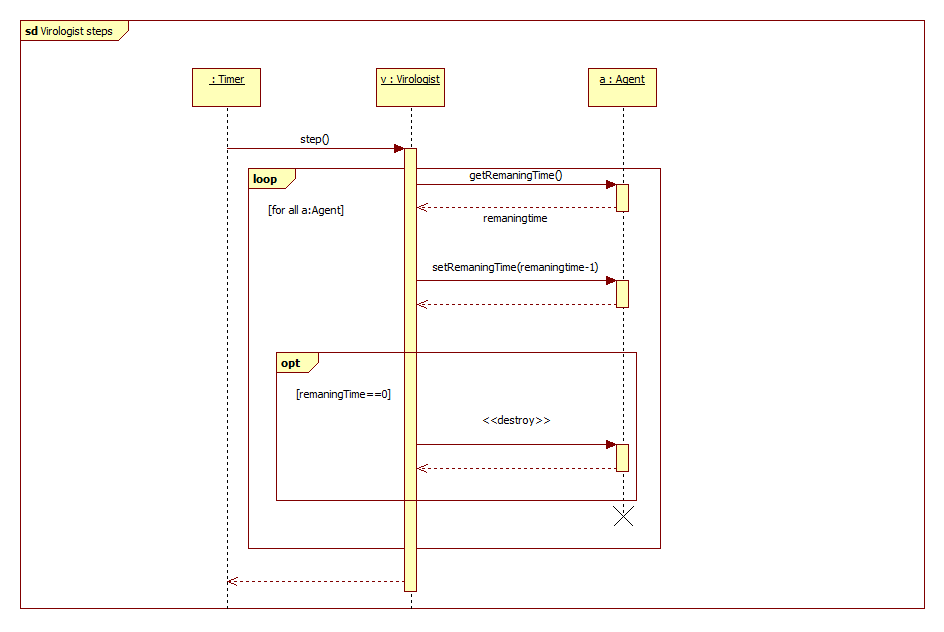 sd Virologist steps
: Timer
v : Virologist
a : Agent
step()
loop
getRemaningTime()
[for all a:Agent]
remaningtime
setRemaningTime(remaningtime-1)
opt
[remaningTime==0]
<<destroy>>